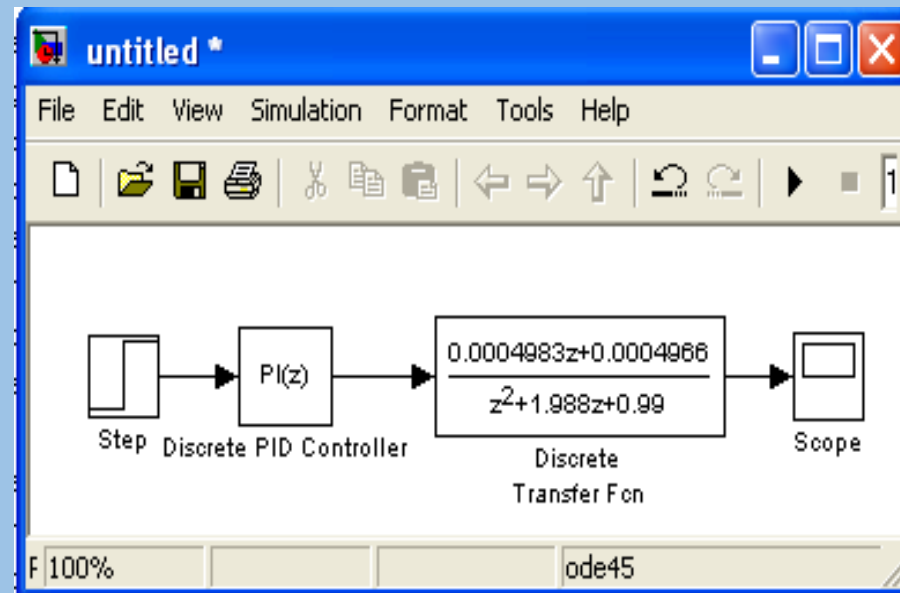 untitled *
File Edit View Simulation Format Tools Help
1
PI(z)
0.0004983z+0.0004966
z²+1.988z+0.99
Step
Discrete PID Controller
Discrete
Transfer Fcn
Scope
F 100%
ode45